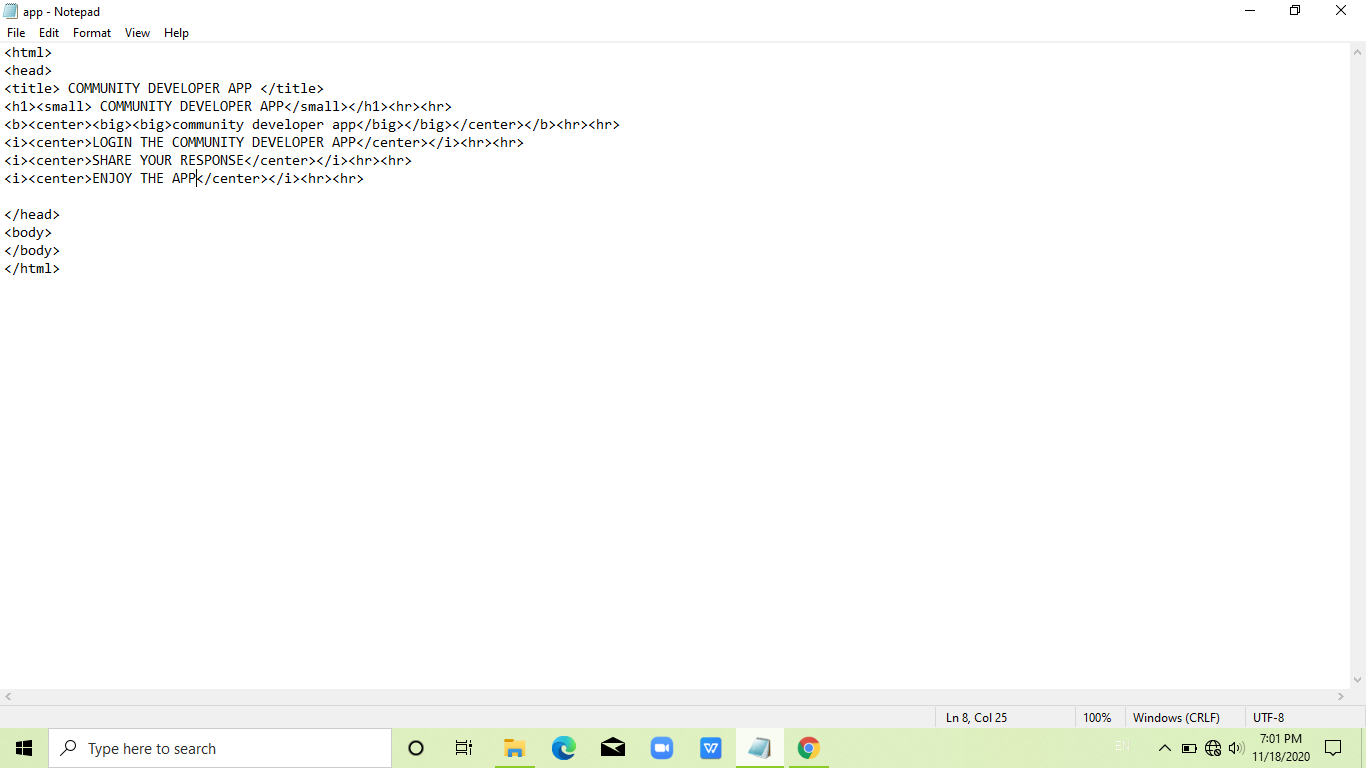 app - Notepad
File Edit Format View Help
<html>
<head>
<title> COMMUNITY DEVELOPER APP </title>
<h1><small> COMMUNITY DEVELOPER APP</small></h1><hr><hr>
<b><center><big><big>community developer app</big></big></center></b><hr><hr>
<i><center>LOGIN THE COMMUNITY DEVELOPER APP</center></i><hr><hr>
<i><center>SHARE YOUR RESPONSE</center></i><hr><hr>
<i><center>ENJOY THE APP</center></i><hr><hr>
</head>
<body>
</body>
</html>
Ln 8, Col 25 100% Windows (CRLF) UTF-8
Type here to search
W
EN
7:01 PM
11/18/2020